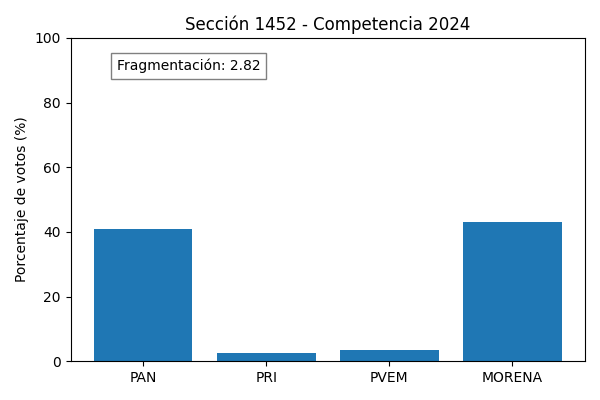 Sección 1452 - Competencia 2024
Fragmentación: 2.82
Porcentaje de votos (%)
100
80
60
40
20
0
PAN PRI PVEM MORENA